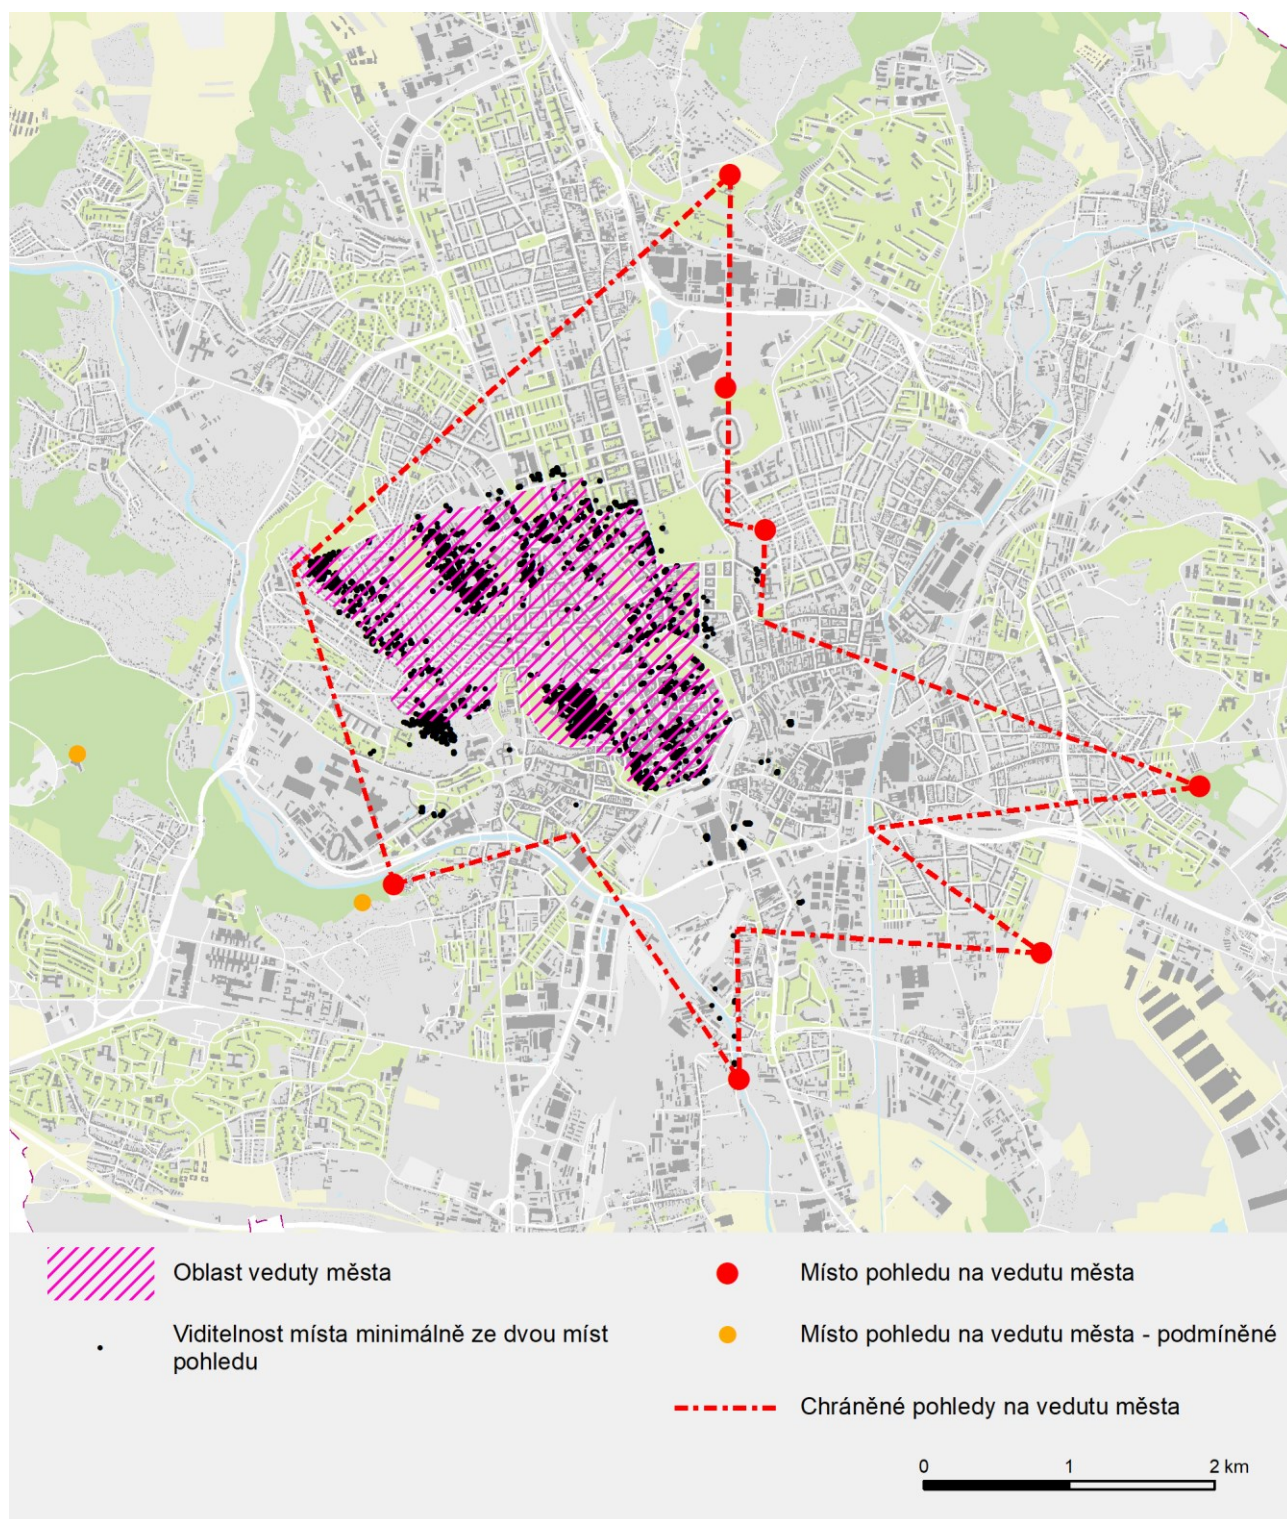 Oblast veduty města
Viditelnost místa minimálně ze dvou míst
pohledu
Místo pohledu na vedutu města
Místo pohledu na vedutu města - podmíněné
Chráněné pohledy na vedutu města
0 1 2 km